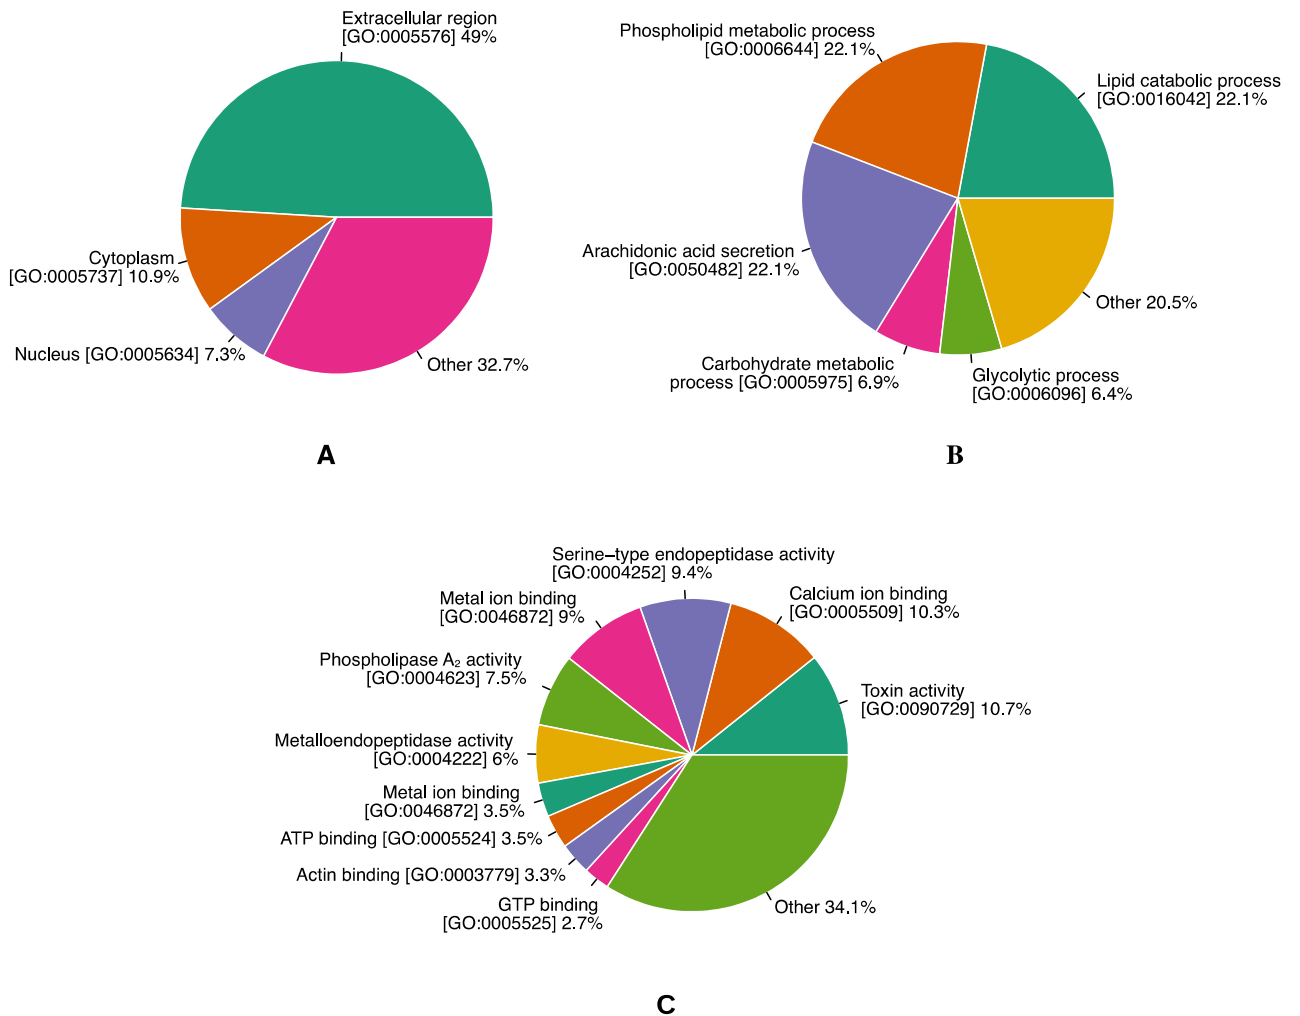 Extracellular region
[GO:0005576] 49%
Cytoplasm
[GO:0005737] 10.9%
Nucleus [GO:0005634] 7.3%
Other 32.7%
A
Phospholipid metabolic process
[GO:0006644] 22.1%
Lipid catabolic process
[GO:0016042] 22.1%
Arachidonic acid secretion
[GO:0050482] 22.1%
Other 20.5%
Carbohydrate metabolic
process [GO:0005975] 6.9%
Glycolytic process
[GO:0006096] 6.4%
B
Serine–type endopeptidase activity
[GO:0004252] 9.4%
Calcium ion binding
[GO:0005509] 10.3%
Metal ion binding
[GO:0046872] 9%
Phospholipase A₂ activity
[GO:0004623] 7.5%
Toxin activity
[GO:0090729] 10.7%
Metalloendopeptidase activity
[GO:0004222] 6%
Metal ion binding
[GO:0046872] 3.5%
ATP binding [GO:0005524] 3.5%
Actin binding [GO:0003779] 3.3%
GTP binding
[GO:0005525] 2.7%
Other 34.1%
C